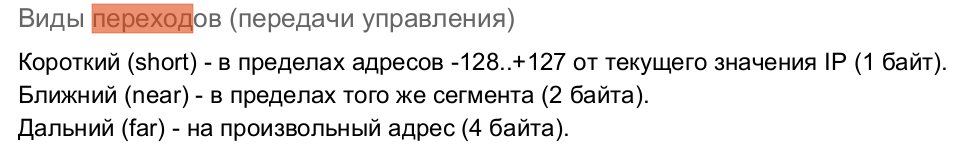 Виды переходов (передачи управления)
Короткий (short) - в пределах адресов -128..+127 от текущего значения IP (1 байт).
Ближний (near) - в пределах того же сегмента (2 байта).
Дальний (far) - на произвольный адрес (4 байта).